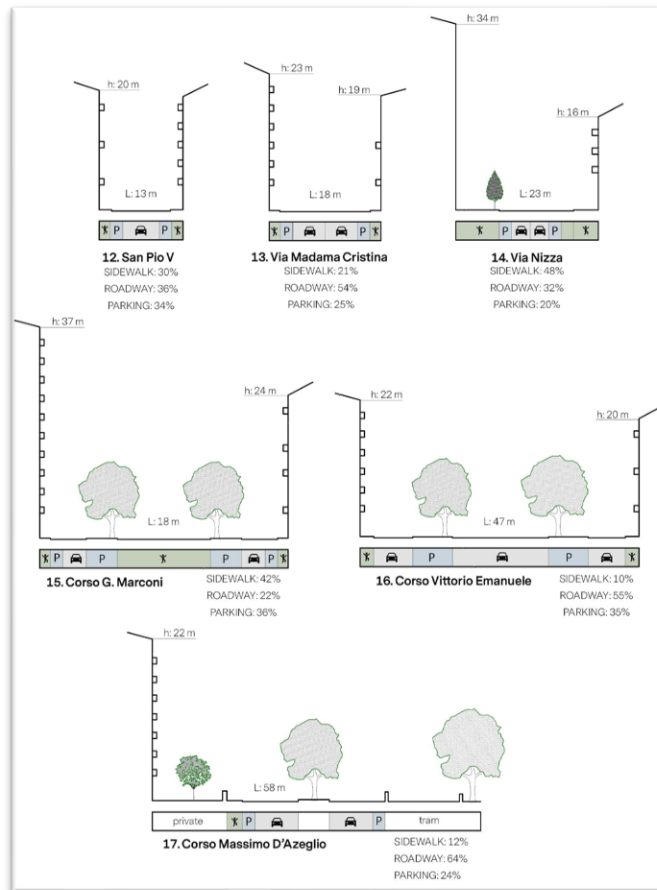 h: 34 m
h: 20 m
h: 23 m
h: 19 m
h: 16 m
L: 13 m
L: 18 m
L: 23 m
P P
P P
P P
12. San Pio V
SIDEWALK: 30%
ROADWAY: 36%
PARKING: 34%
13. Via Madama Cristina
SIDEWALK: 21%
ROADWAY: 54%
PARKING: 25%
14. Via Nizza
SIDEWALK: 48%
ROADWAY: 32%
PARKING: 20%
h: 37 m
h: 24 m
L: 18 m
P P P P
15. Corso G. Marconi
SIDEWALK: 42%
ROADWAY: 22%
PARKING: 36%
h: 22 m
h: 20 m
L: 47 m
P P
16. Corso Vittorio Emanuele
SIDEWALK: 10%
ROADWAY: 55%
PARKING: 35%
h: 22 m
L: 58 m
private P P tram
17. Corso Massimo D'Azeglio
SIDEWALK: 12%
ROADWAY: 64%
PARKING: 24%